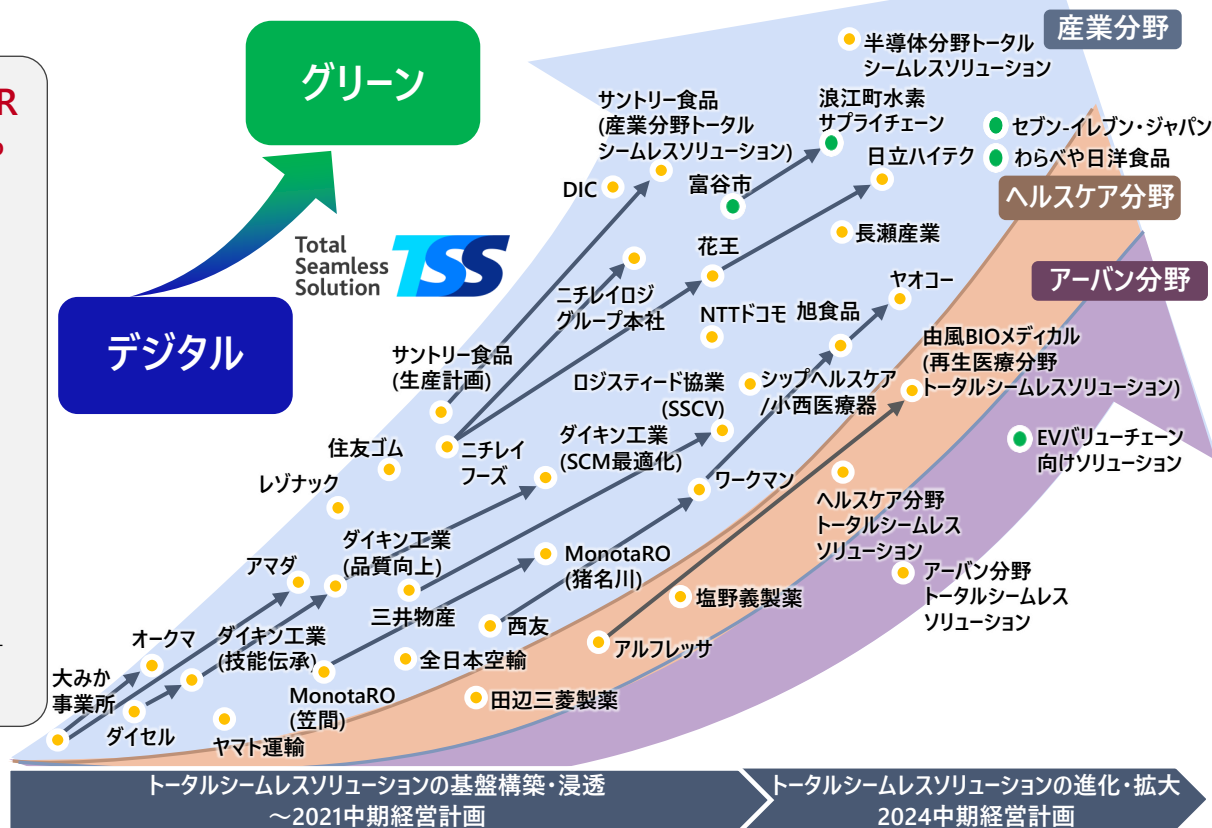 産業分野
グリーン
半導体分野トータル
シームレスソリューション
R
サントリー食品
(産業分野トータル
シームレスソリューション)
浪江町水素
サプライチェーン
セブン‐イレブン・ジャパン
わらべや日洋食品
日立ハイテク
DIC
富谷市
ヘルスケア分野
長瀬産業
花王
Total
Seamless
Solution
TSS
アーバン分野
ヤオコー
ニチレイロジ
グループ本社
NTTドコモ
旭食品
デジタル
サントリー食品
(生産計画)
由風BIOメディカル
(再生医療分野
トータルシームレスソリューション)
ロジスティード協業
(SSCV)
シップヘルスケア
/小西医療器
ダイキン工業
(SCM最適化)
EVバリューチェーン
向けソリューション
住友ゴム
ニチレイ
フーズ
レゾナック
ワークマン
ヘルスケア分野
トータルシームレス
ソリューション
ダイキン工業
(品質向上)
MonotaRO
(猪名川)
アマダ
アーバン分野
トータルシームレス
ソリューション
三井物産
塩野義製薬
オークマ
ダイキン工業
(技能伝承)
西友
アルフレッサ
大みか
事業所
全日本空輸
MonotaRO
(笠間)
田辺三菱製薬
ダイセル
ヤマト運輸
トータルシームレスソリューションの基盤構築・浸透
～2021中期経営計画
トータルシームレスソリューションの進化・拡大
2024中期経営計画